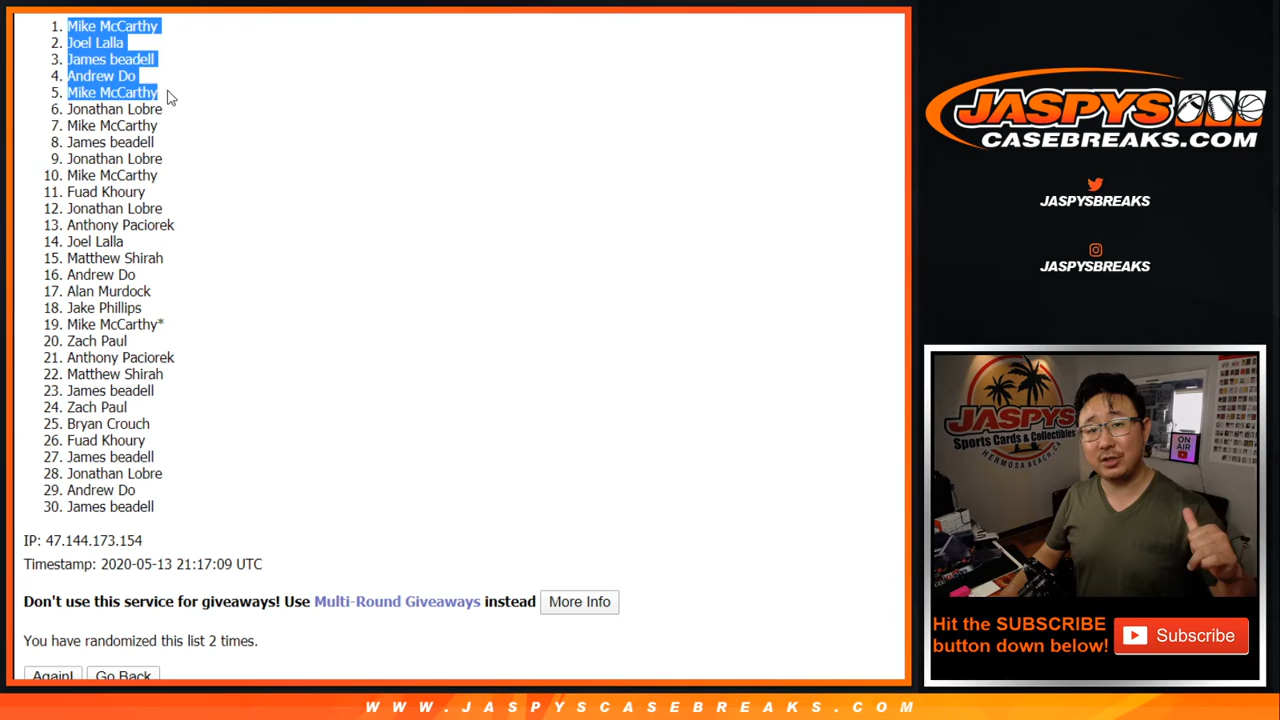 1. Mike McCarthy
2. Joel Lalla
3. James beadell
4. Andrew Do
5. Mike McCarthy
6. Jonathan Lobre
7. Mike McCarthy
8. James beadell
9. Jonathan Lobre
10. Mike McCarthy
11. Fuad Khoury
12. Jonathan Lobre
13. Anthony Paciorek
14. Joel Lalla
15. Matthew Shirah
16. Andrew Do
17. Alan Murdock
18. Jake Phillips
19. Mike McCarthy*
20. Zach Paul
21. Anthony Paciorek
22. Matthew Shirah
23. James beadell
24. Zach Paul
25. Bryan Crouch
26. Fuad Khoury
27. James beadell
28. Jonathan Lobre
29. Andrew Do
30. James beadell
IP: 47.144.173.154
Timestamp: 2020-05-13 21:17:09 UTC
Don't use this service for giveaways! Use Multi-Round Giveaways instead More Info
You have randomized this list 2 times.
Again! Go Back
JASPYS
CASEBREAKS.COM
JASPYSBREAKS
JASPYSBREAKS
JASPYS
Sports Cards & Collectibles
HERMOSA BEACH, CA
ON
AIR
Hit the SUBSCRIBE
button down below!
Subscribe
WWW.JASPYSCASEBREAKS.COM